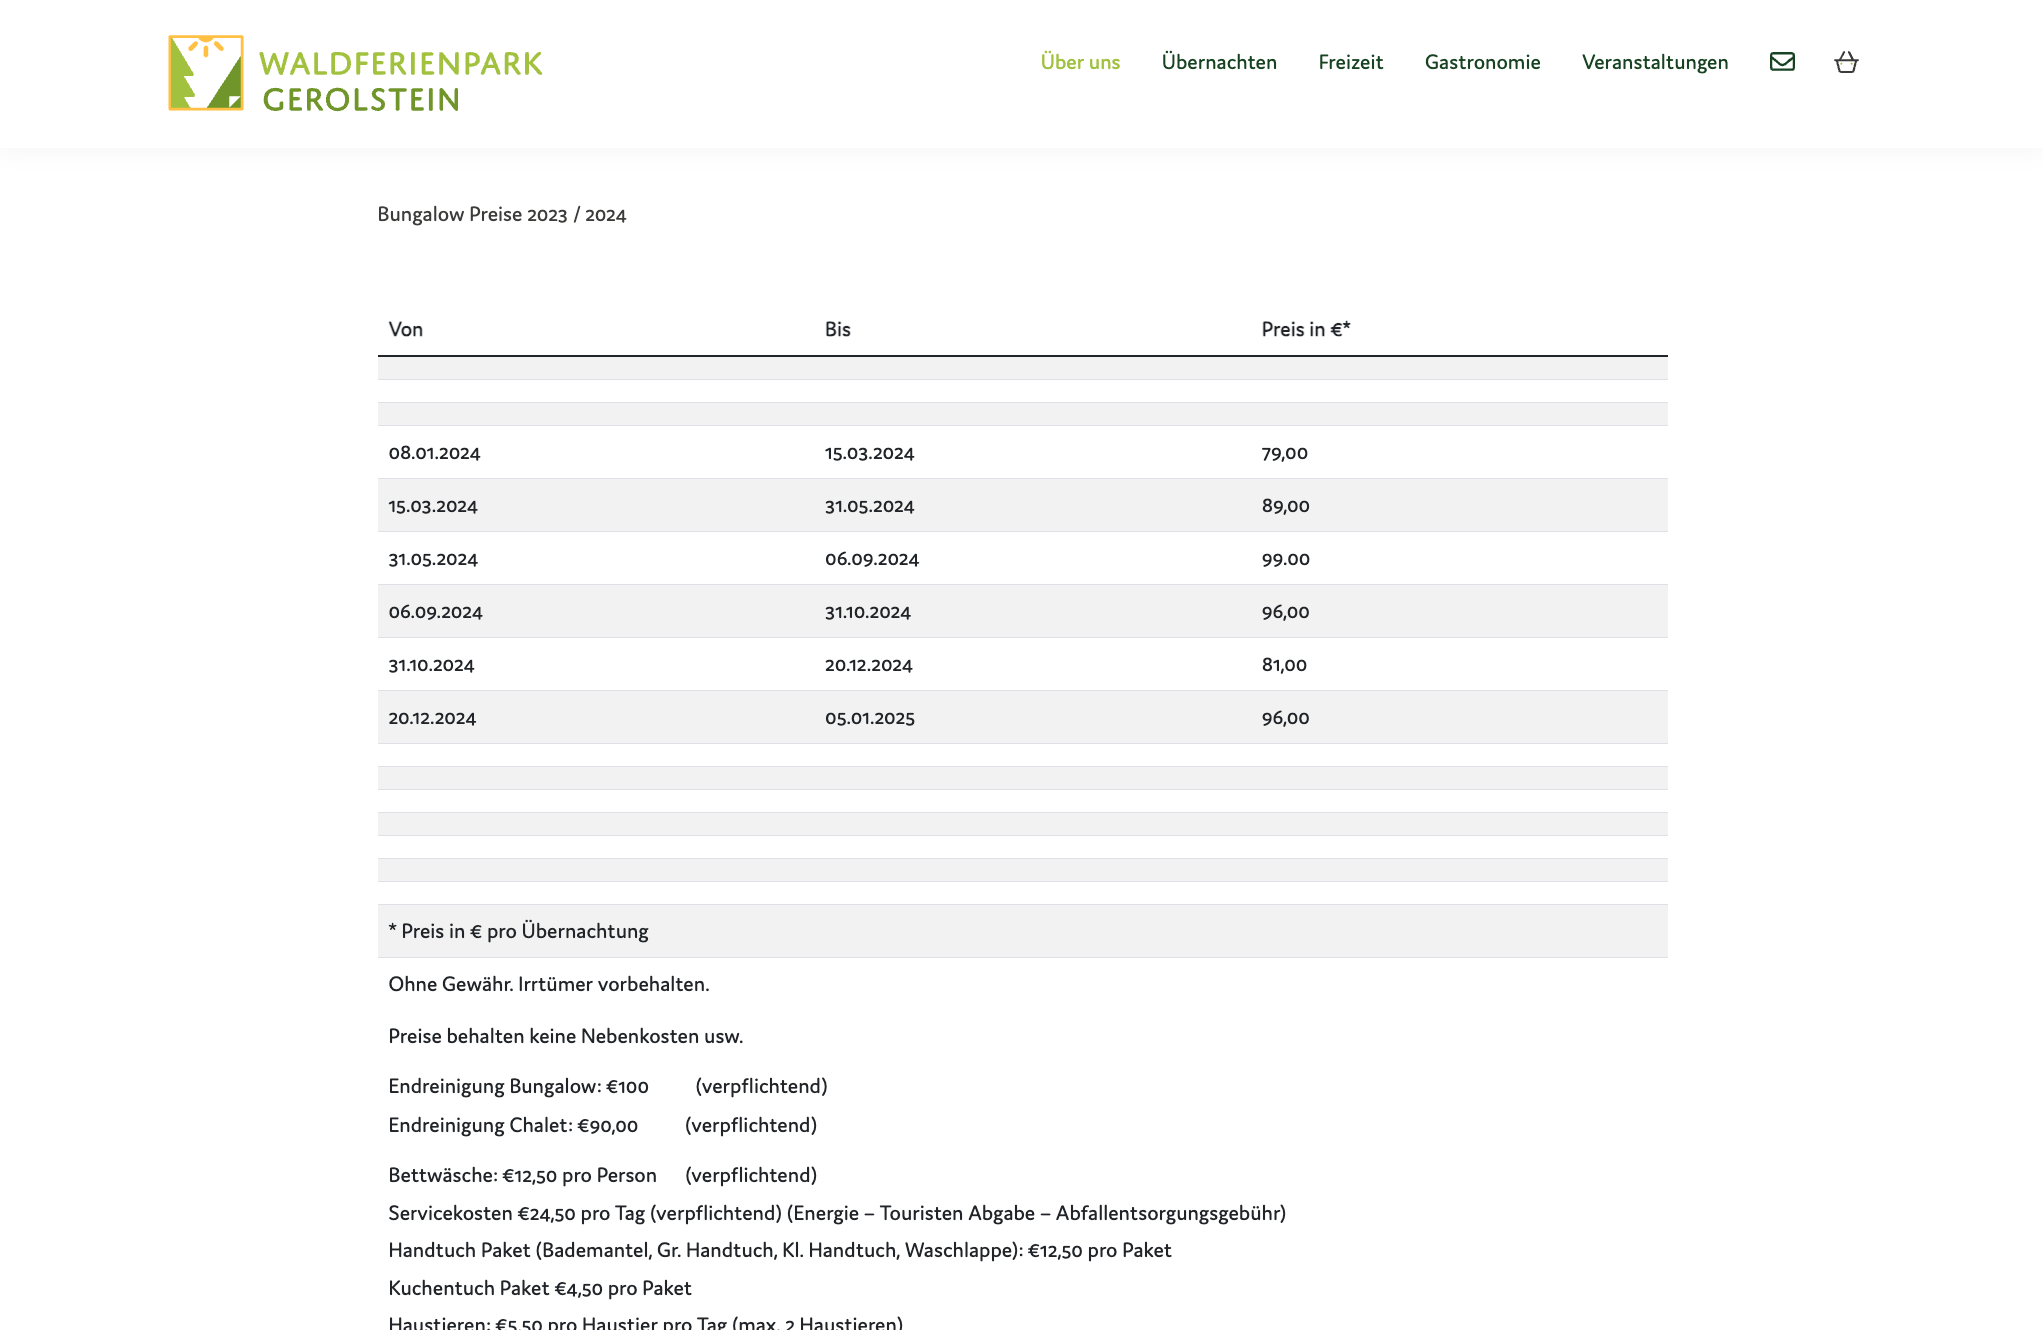 WALDFERIENPARK
GEROLSTEIN
Über uns Übernachten Freizeit Gastronomie Veranstaltungen
Bungalow Preise 2023 / 2024
Von Bis Preis in €*
08.01.2024 15.03.2024 79,00
15.03.2024 31.05.2024 89,00
31.05.2024 06.09.2024 99.00
06.09.2024 31.10.2024 96,00
31.10.2024 20.12.2024 81,00
20.12.2024 05.01.2025 96,00
* Preis in € pro Übernachtung
Ohne Gewähr. Irrtümer vorbehalten.
Preise behalten keine Nebenkosten usw.
Endreinigung Bungalow: €100 (verpflichtend)
Endreinigung Chalet: €90,00 (verpflichtend)
Bettwäsche: €12,50 pro Person (verpflichtend)
Servicekosten €24,50 pro Tag (verpflichtend) (Energie – Touristen Abgabe – Abfallentsorgungsgebühr)
Handtuch Paket (Bademantel, Gr. Handtuch, Kl. Handtuch, Waschlappe): €12,50 pro Paket
Kuchentuch Paket €4,50 pro Paket
Haustieren: €5,50 pro Haustier pro Tag (max. 2 Haustieren)